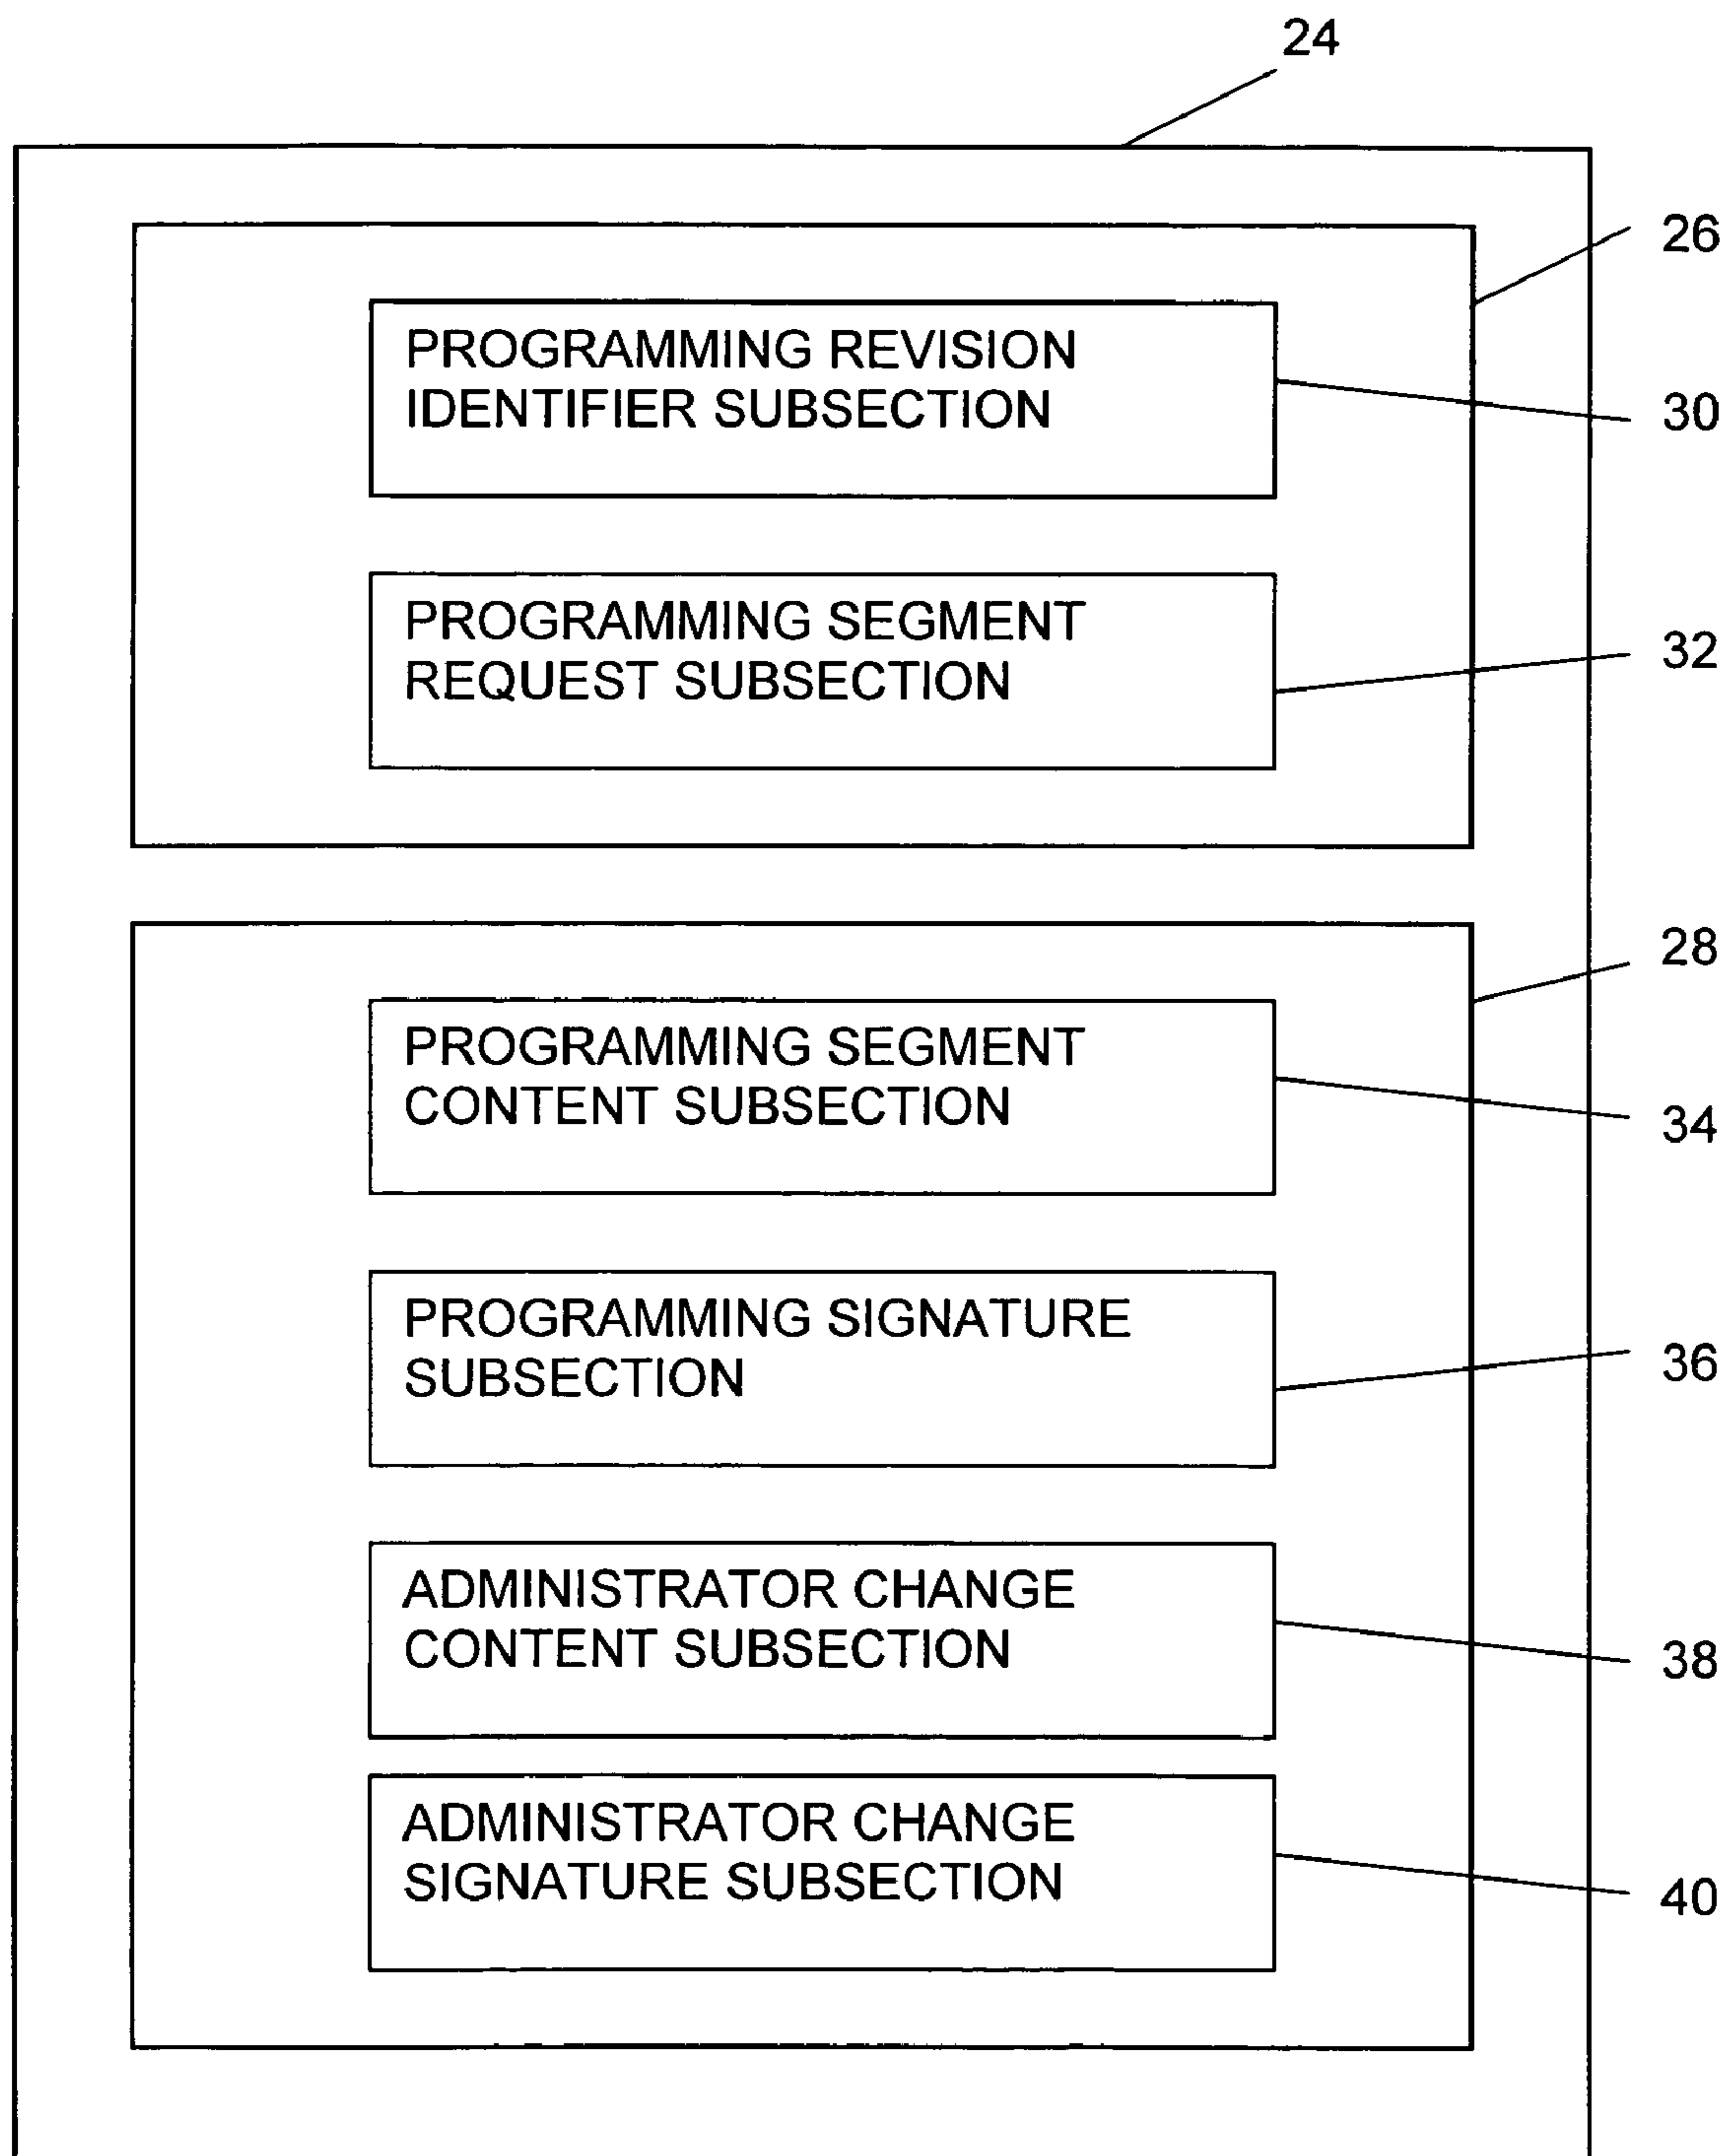 24
26
PROGRAMMING REVISION
IDENTIFIER SUBSECTION
30
PROGRAMMING SEGMENT
REQUEST SUBSECTION
32
28
PROGRAMMING SEGMENT
CONTENT SUBSECTION
34
PROGRAMMING SIGNATURE
SUBSECTION
36
ADMINISTRATOR CHANGE
CONTENT SUBSECTION
38
ADMINISTRATOR CHANGE
SIGNATURE SUBSECTION
40